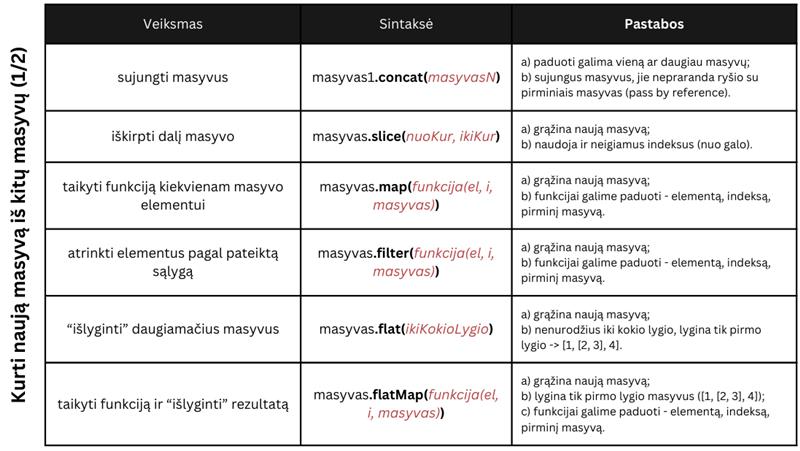 Kurti naują masyvą iš kitų masyvų (1/2)
Veiksmas
Sintaksė
Pastabos
sujungti masyvus
masyvas1.concat(masyvasN)
a) paduoti galima vieną ar daugiau masyvų;
b) sujungus masyvus, jie nepraranda ryšio su
pirminiais masyvas (pass by reference).
iškirpti dalį masyvo
masyvas.slice(nuoKur, ikiKur)
a) grąžina naują masyvą;
b) naudoja ir neigiamus indeksus (nuo galo).
taikyti funkciją kiekvienam masyvo
elementui
masyvas.map(funkcija(el, i,
masyvas))
a) grąžina naują masyvą;
b) funkcijai galime paduoti - elementą, indeksą,
pirminį masyvą.
atrinkti elementus pagal pateiktą
sąlygą
masyvas.filter(funkcija(el, i,
masyvas))
a) grąžina naują masyvą;
b) funkcijai galime paduoti - elementą, indeksą,
pirminį masyvą.
“išlyginti” daugiamačius masyvus
masyvas.flat(ikiKokioLygio)
a) grąžina naują masyvą;
b) nenurodžius iki kokio lygio, lygina tik pirmo
lygio -> [1, [2, 3], 4].
taikyti funkciją ir “išlyginti” rezultatą
masyvas.flatMap(funkcija(el,
i, masyvas))
a) grąžina naują masyvą;
b) lygina tik pirmo lygio masyvus ([1, [2, 3], 4]);
c) funkcijai galime paduoti - elementą, indeksą,
pirminį masyvą.